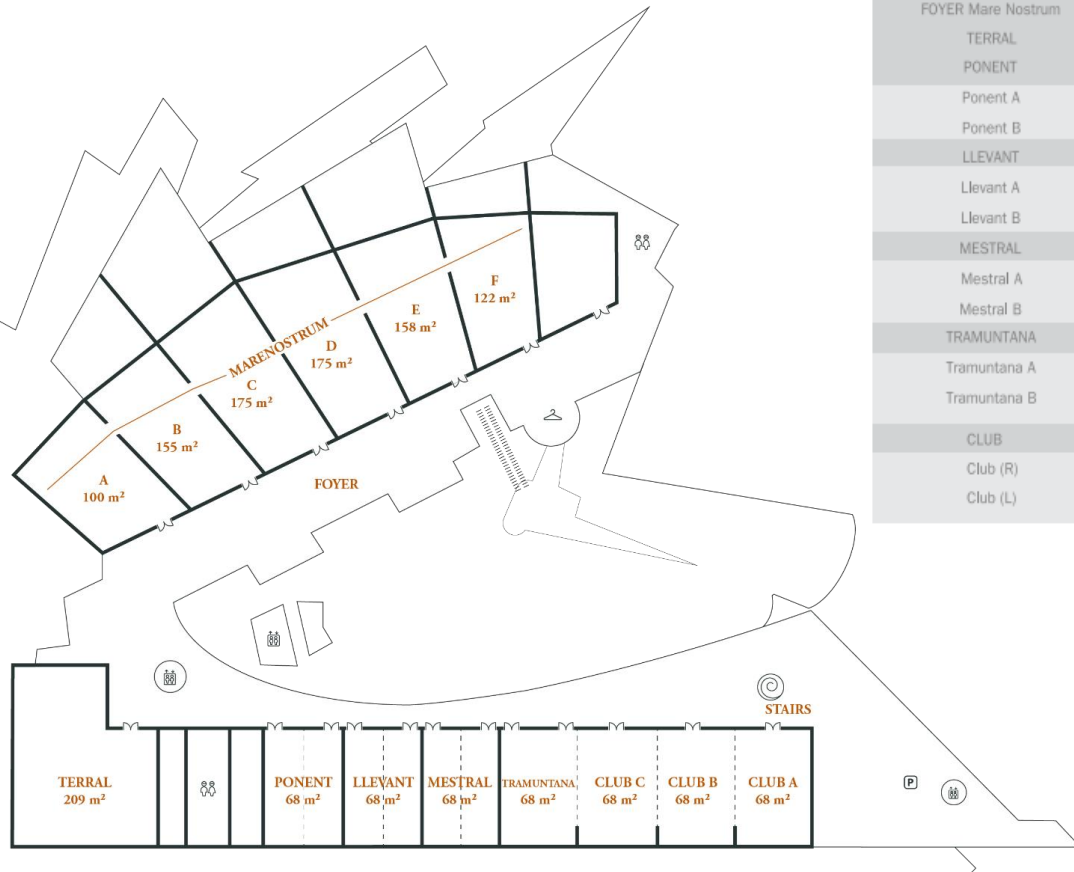 FOYER Mare Nostrum
TERRAL
PONENT
Ponent A
Ponent B
LLEVANT
Llevant A
Llevant B
MESTRAL
Mestral A
Mestral B
TRAMUNTANA
Tramuntana A
Tramuntana B
CLUB
Club (R)
Club (L)
MARENOSTRUM
F
122 m²
E
158 m²
D
175 m²
C
175 m²
B
155 m²
A
100 m²
FOYER
STAIRS
P
TERRAL
209 m²
PONENT
68 m²
LLEVANT
68 m²
MESTRAL
68 m²
TRAMUNTANA
68 m²
CLUB C
68 m²
CLUB B
68 m²
CLUB A
68 m²